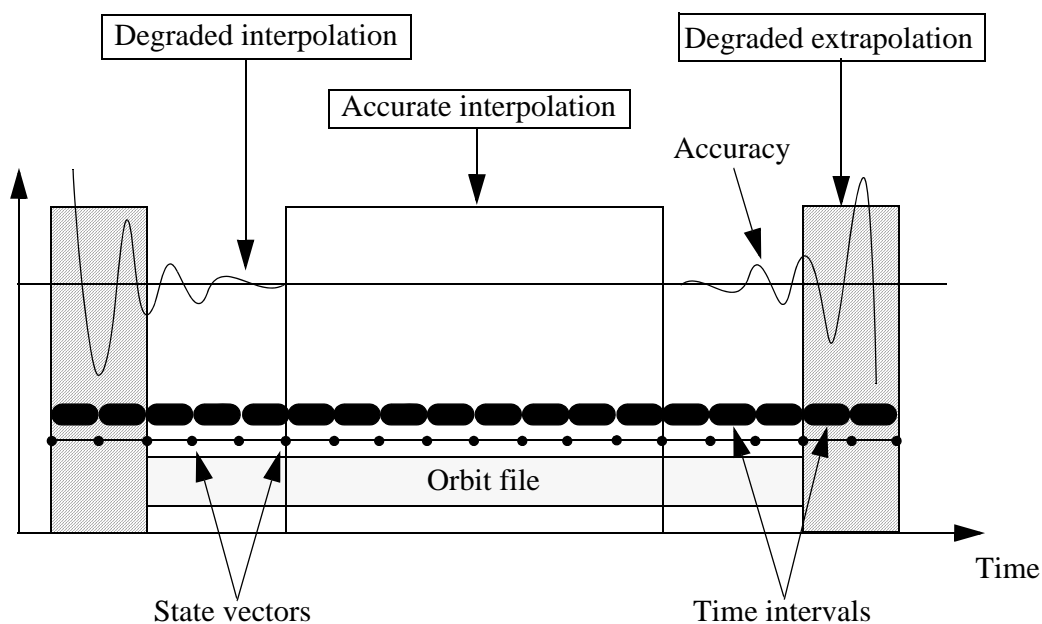 Degraded interpolation
Degraded extrapolation
Accurate interpolation
Accuracy
Orbit file
Time
State vectors
Time intervals